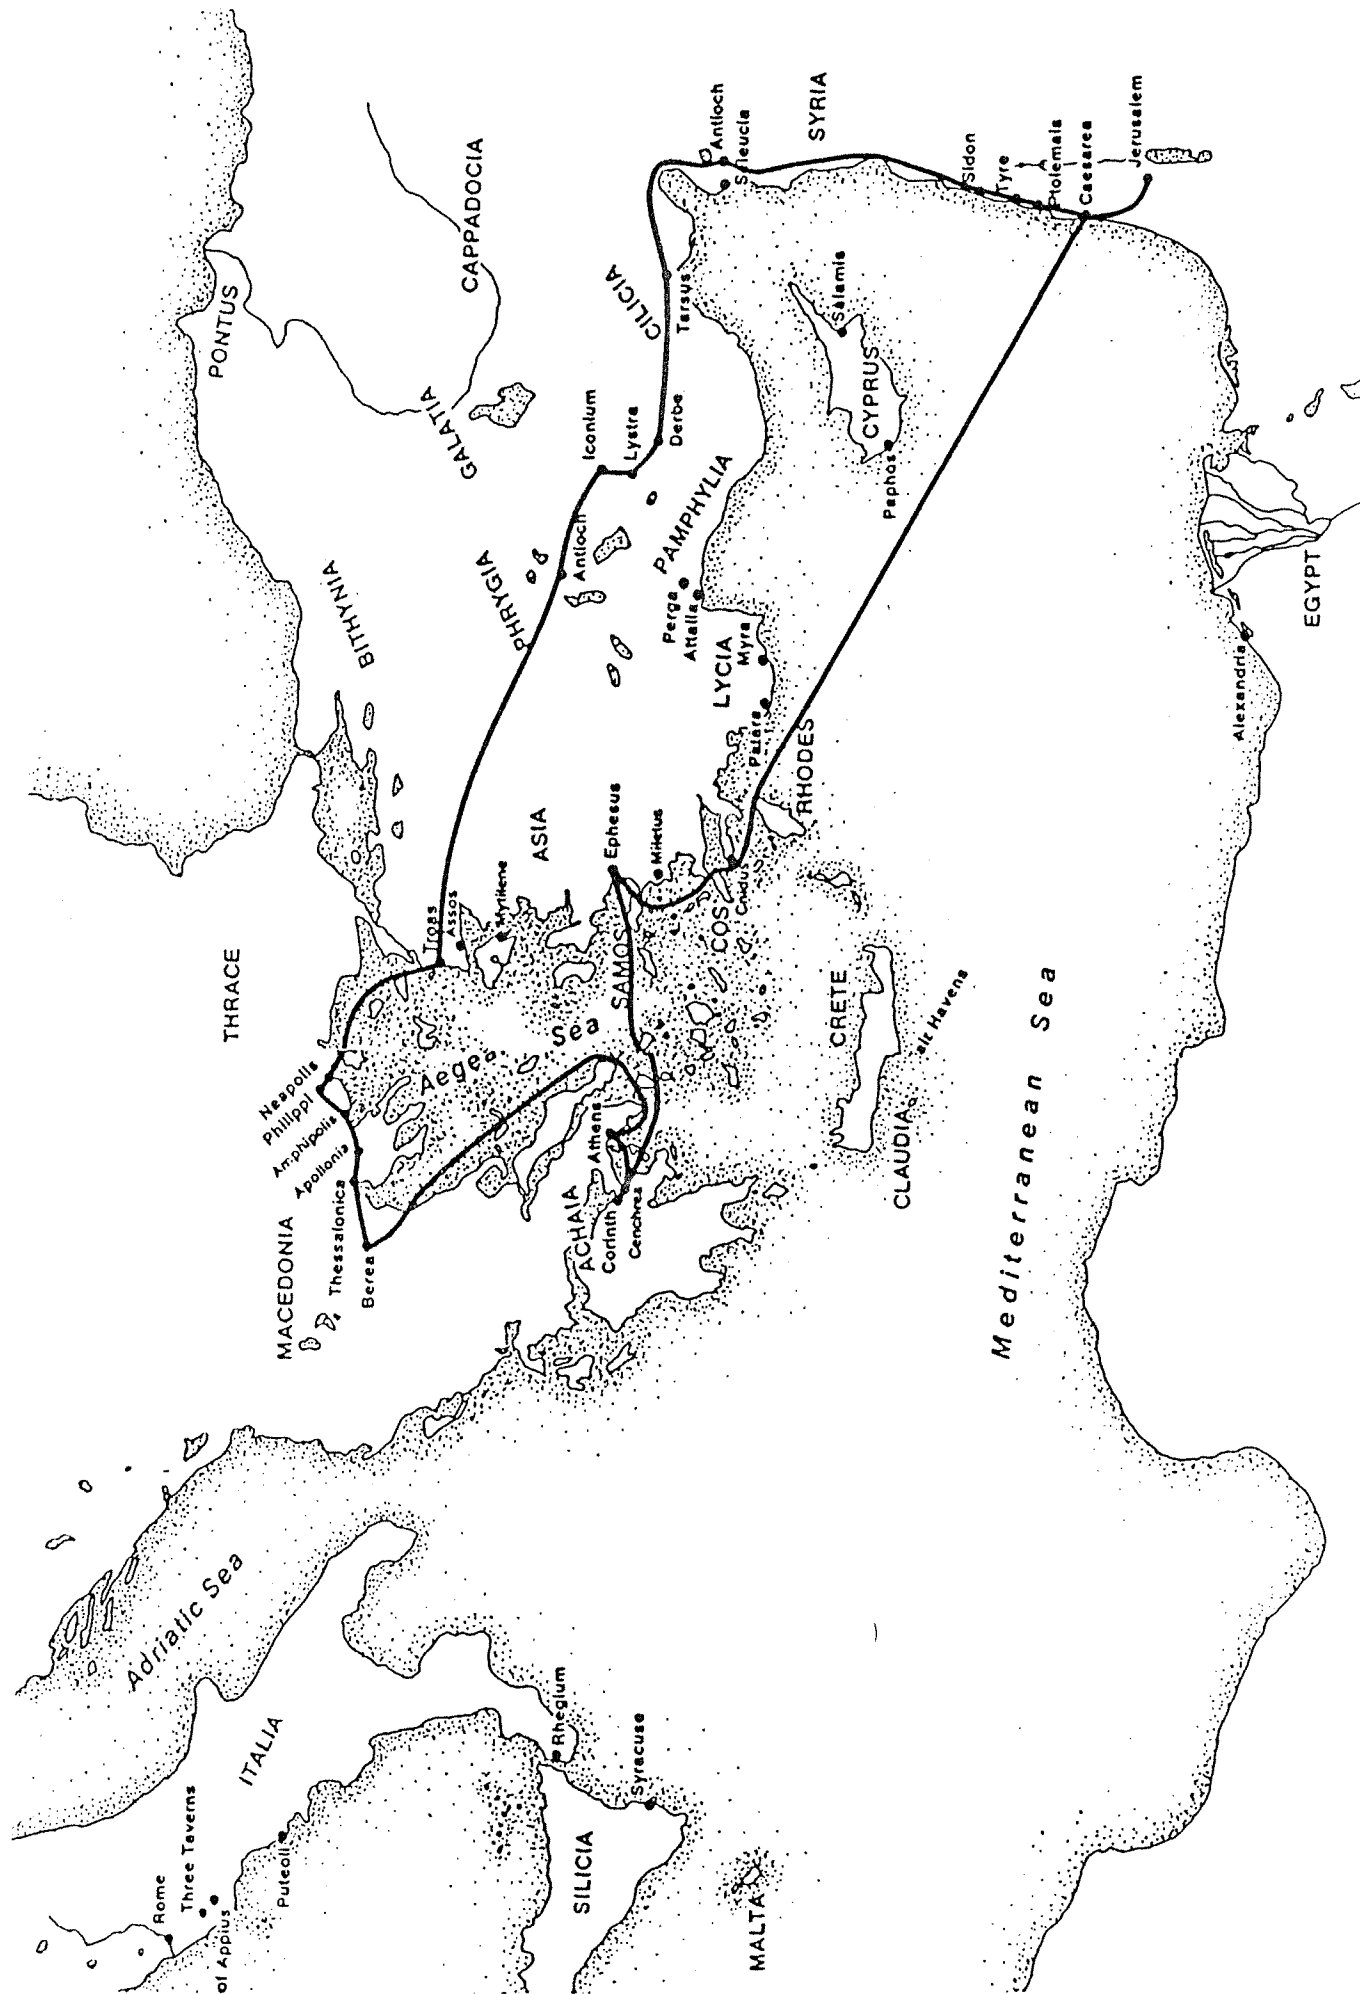 Rome
Three Taverns
of Appius
Puteoli
ITALIA
Adriatic Sea
Rhegium
Syracuse
SILICIA
MALTA
MACEDONIA
THRACE
Neapolis
Philippi
Amphipolis
Apollonia
Thessalonica
Berea
Aegea
Sea
ACHAIA
Athens
Corinth
Cenchrea
Troas
Assos
Mytilene
ASIA
Ephesus
Miletus
SAMOS
COS
Cnidus
RHODES
CRETE
air Havens
CLAUDIA
Mediterranean Sea
BITHYNIA
PONTUS
GALATIA
CAPPADOCIA
PHRYGIA
Antioch
Iconium
Lystra
Derbe
PAMPHYLIA
Perga
Attalia
LYCIA
Myra
Patara
CILICIA
Tarsus
Antioch
Seleucia
SYRIA
CYPRUS
Salamis
Paphos
Sidon
Tyre
Ptolemais
Caesarea
Jerusalem
Alexandria
EGYPT